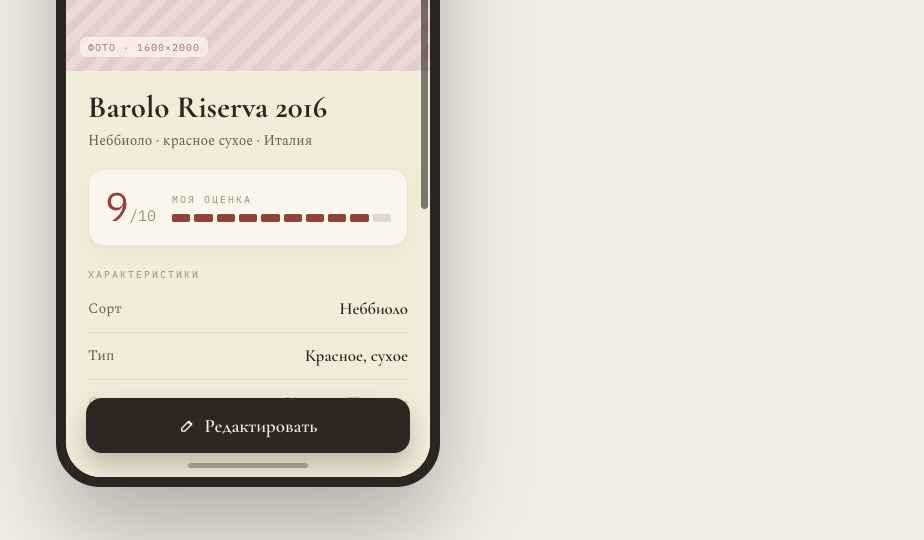 ФОТО · 1600×2000
Barolo Riserva 2016
Неббиоло · красное сухое · Италия
9/10
МОЯ ОЦЕНКА
ХАРАКТЕРИСТИКИ
Сорт Неббиоло
Тип Красное, сухое
Редактировать